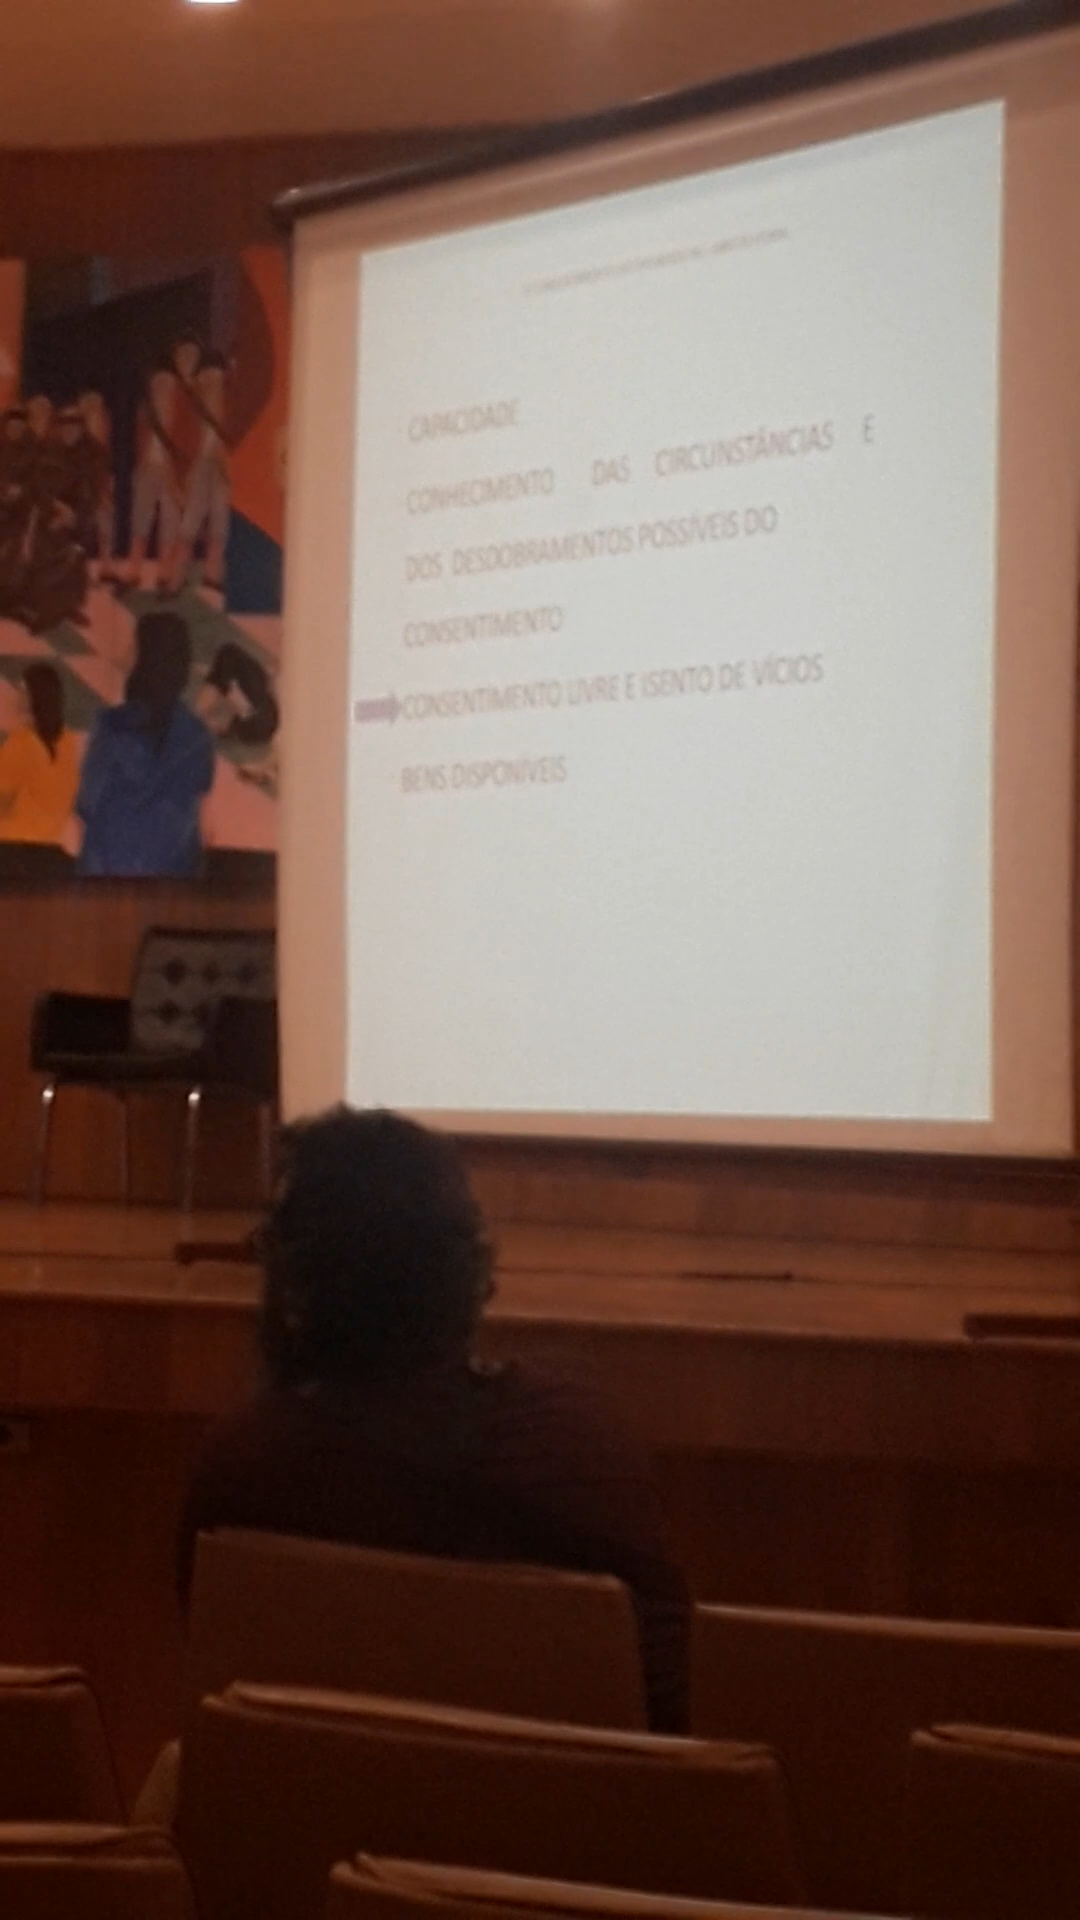 CAPACIDADE
CONHECIMENTO DAS CIRCUNSTÂNCIAS E
DOS DESDOBRAMENTOS POSSÍVEIS DO
CONSENTIMENTO
CONSENTIMENTO LIVRE E ISENTO DE VÍCIOS
BENS DISPONÍVEIS